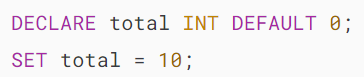 DECLARE total INT DEFAULT 0;
SET total = 10;